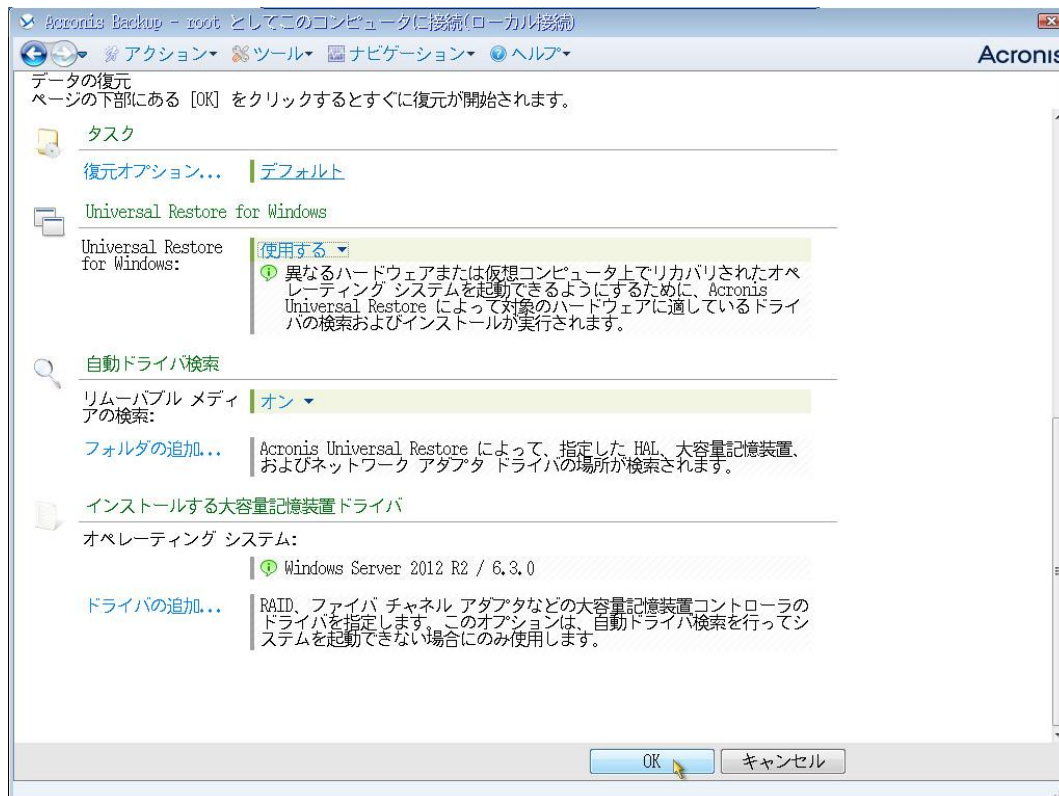 Acronis Backup - root としてこのコンピュータに接続(ローカル接続)
アクション ツール ナビゲーション ヘルプ
Acronis
データの復元
ページの下部にある [OK] をクリックするとすぐに復元が開始されます。
タスク
復元オプション... デフォルト
Universal Restore for Windows
Universal Restore for Windows: 使用する
異なるハードウェアまたは仮想コンピュータ上でリカバリされたオペ
レーティング システムを起動できるようにするために、Acronis
Universal Restore によって対象のハードウェアに適しているドライ
バの検索およびインストールが実行されます。
自動ドライバ検索
リムーバブル メディ
アの検索:
オン
フォルダの追加...
Acronis Universal Restore によって、指定した HAL、大容量記憶装置、
およびネットワーク アダプタ ドライバの場所が検索されます。
インストールする大容量記憶装置ドライバ
オペレーティング システム:
Windows Server 2012 R2 / 6.3.0
ドライバの追加...
RAID、ファイバ チャネル アダプタなどの大容量記憶装置コントローラの
ドライバを指定します。このオプションは、自動ドライバ検索を行ってシ
ステムを起動できない場合にのみ使用します。
OK キャンセル